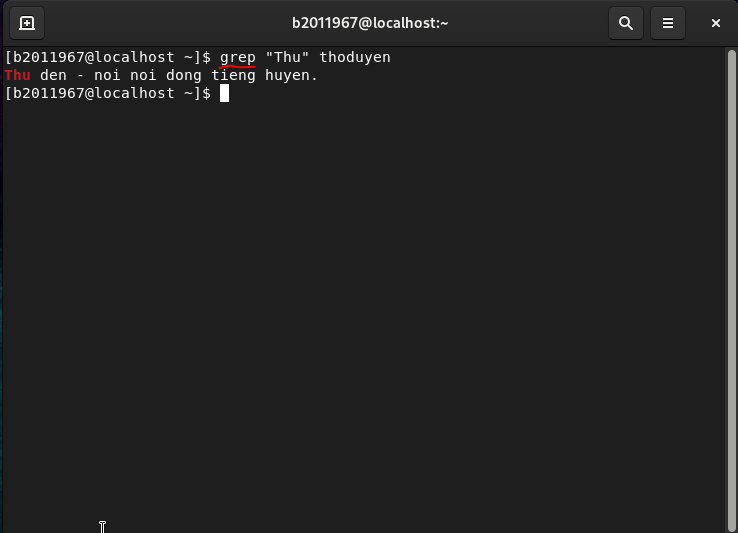 b2011967@localhost:~
[b2011967@localhost ~]$ grep "Thu" thoduyen
Thu den - noi noi dong tieng huyen.
[b2011967@localhost ~]$